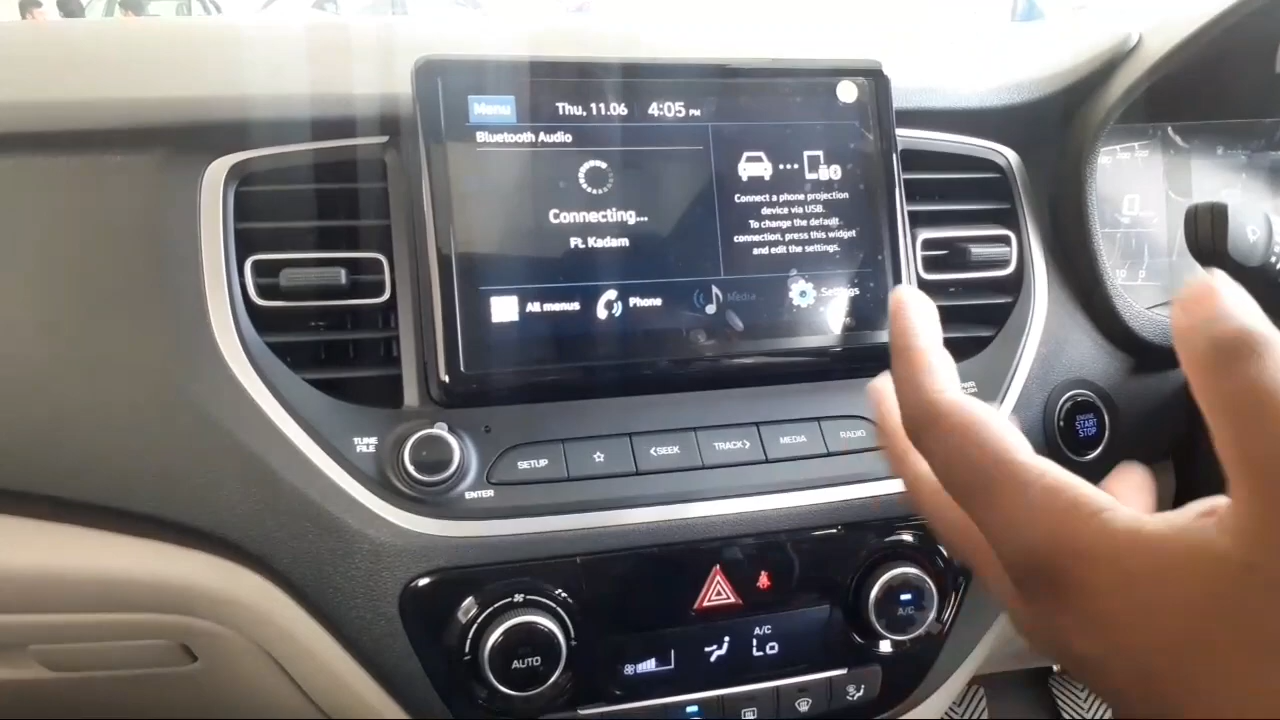 Menu
Thu, 11.06
4:05 PM
Bluetooth Audio
Connecting...
Ft. Kadam
Connect a phone projection
device via USB.
To change the default
connection, press this widget
and edit the settings.
All menus
Phone
Media
Settings
TUNE
FILE
ENTER
SETUP
<SEEK
TRACK>
MEDIA
RADIO
ENGINE
START
STOP
AUTO
A/C
Lo
A/C
0